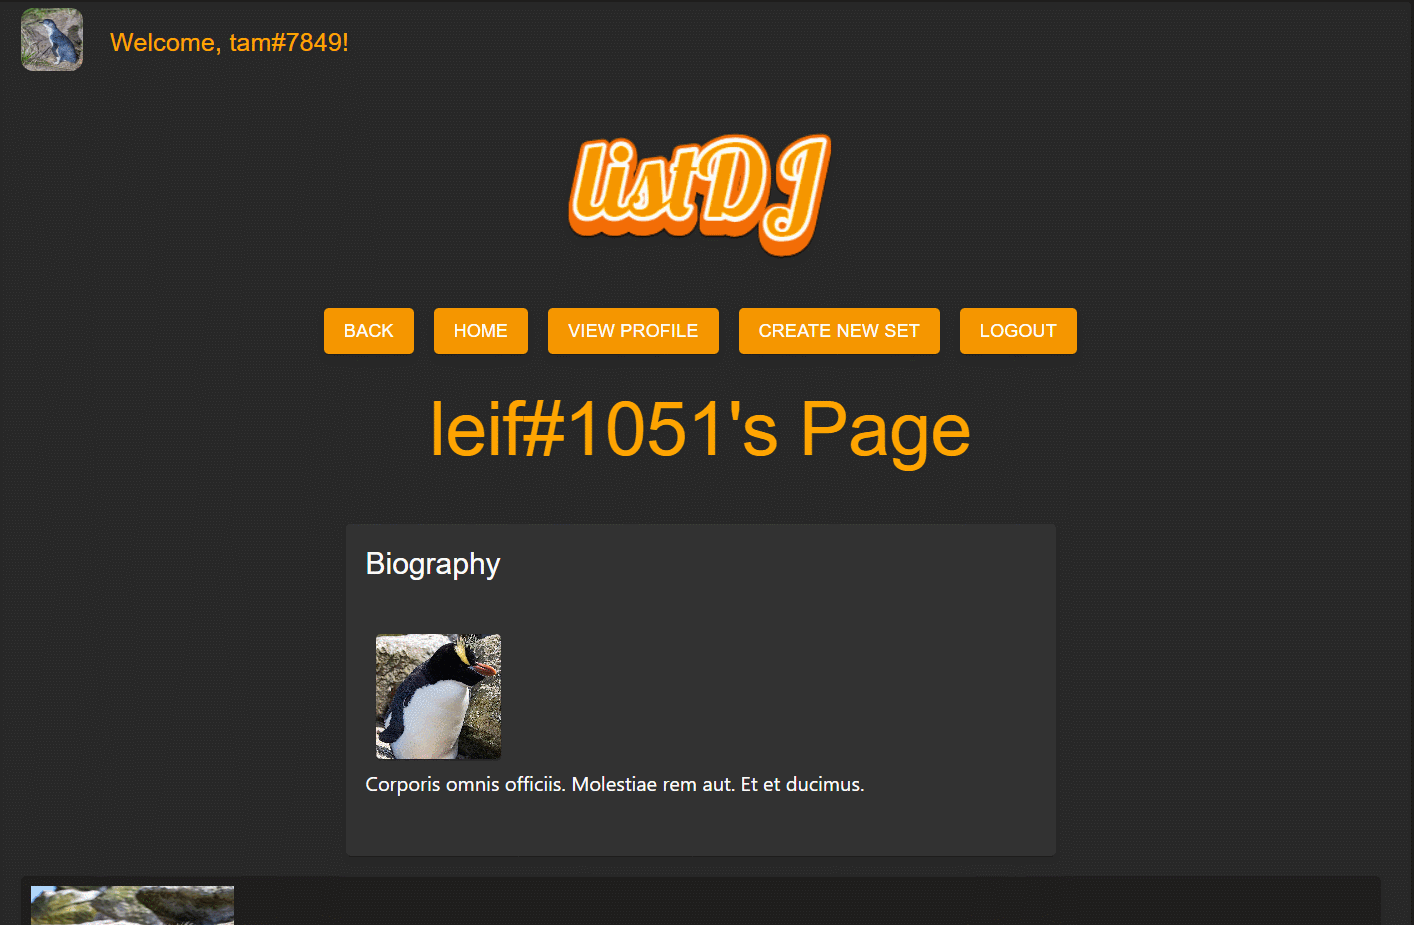 Welcome, tam#7849!
listDJ
BACK
HOME
VIEW PROFILE
CREATE NEW SET
LOGOUT
leif#1051's Page
Biography
Corporis omnis officiis. Molestiae rem aut. Et et ducimus.